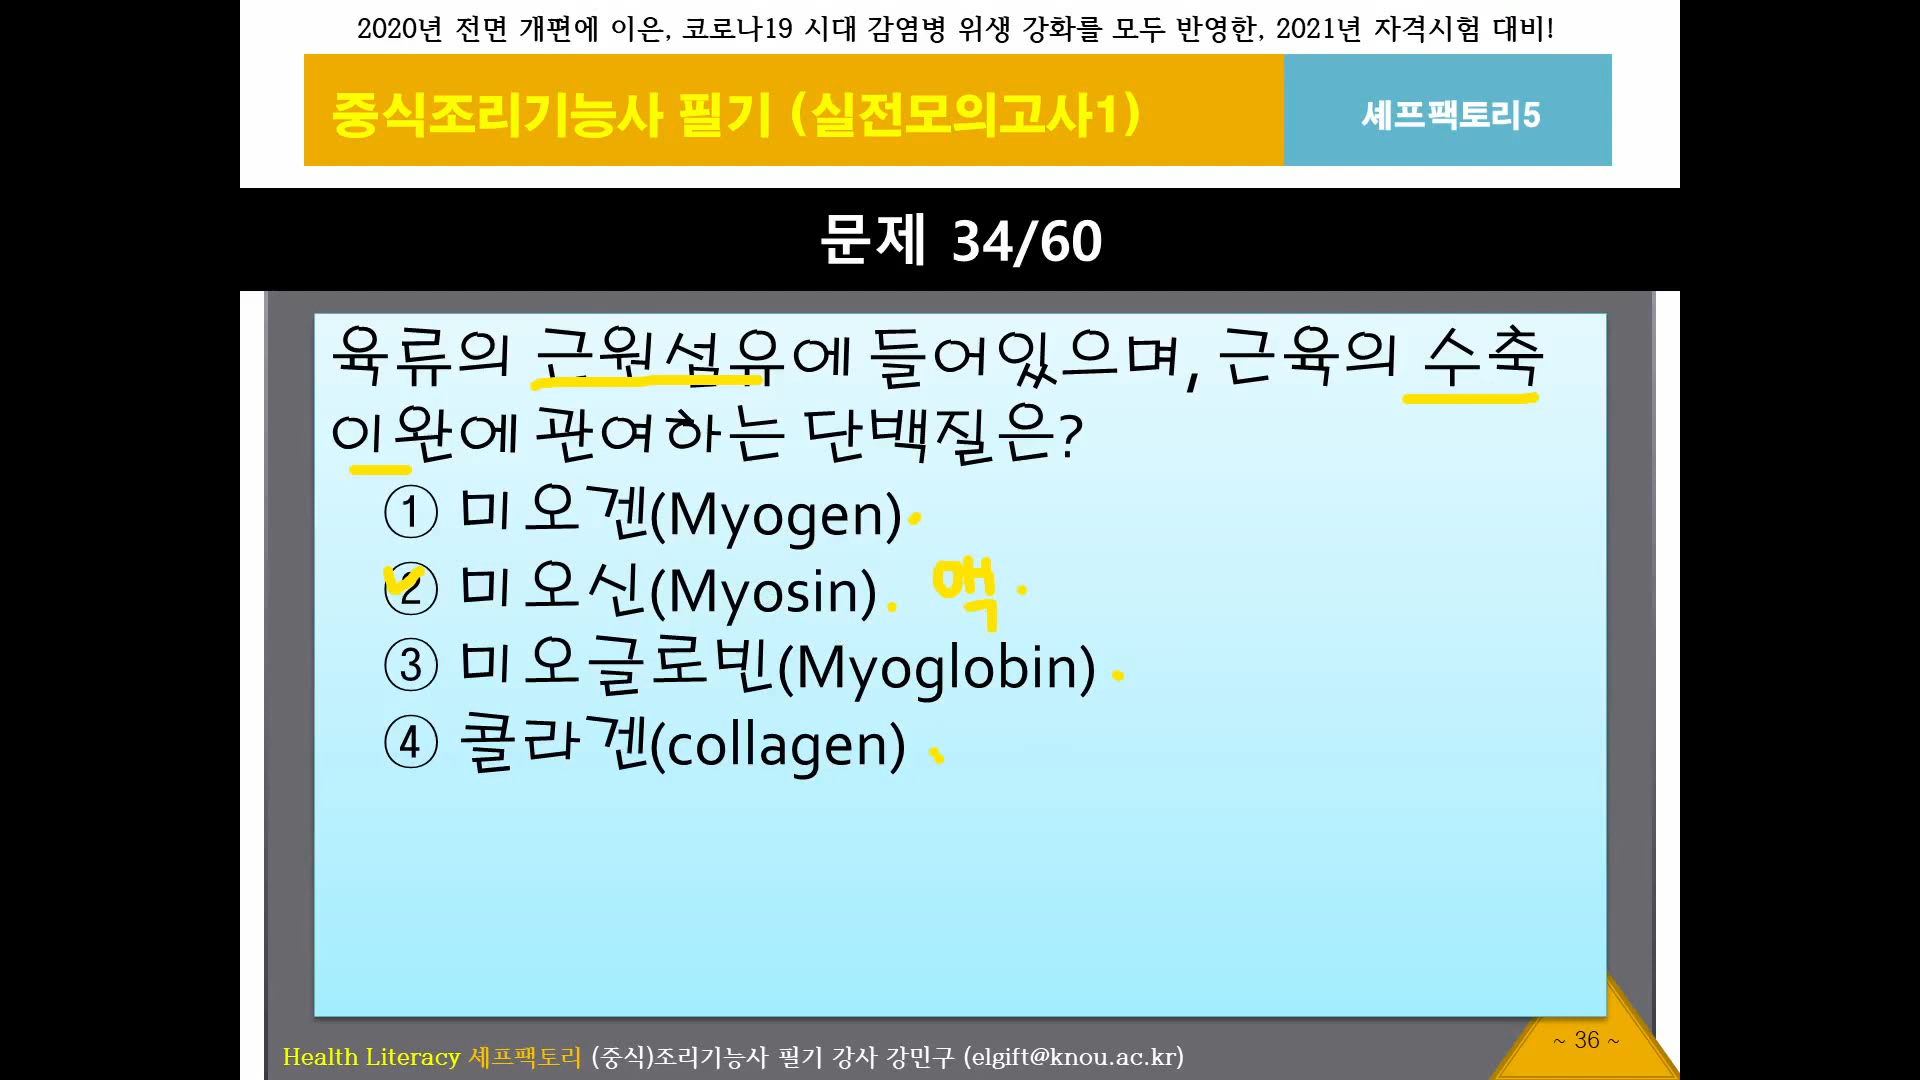 2020년 전면 개편에 이은, 코로나19 시대 감염병 위생 강화를 모두 반영한, 2021년 자격시험 대비!
중식조리기능사 필기 (실전모의고사1)
셰프팩토리5
문제 34/60
육류의 근원섬유에 들어있으며, 근육의 수축
이완에 관여하는 단백질은?
① 미오겐(Myogen)
② 미오신(Myosin) 맥
③ 미오글로빈(Myoglobin)
④ 콜라겐(collagen)
Health Literacy 셰프팩토리 (중식)조리기능사 필기 강사 강민구 (elgift@knou.ac.kr)
~ 36 ~